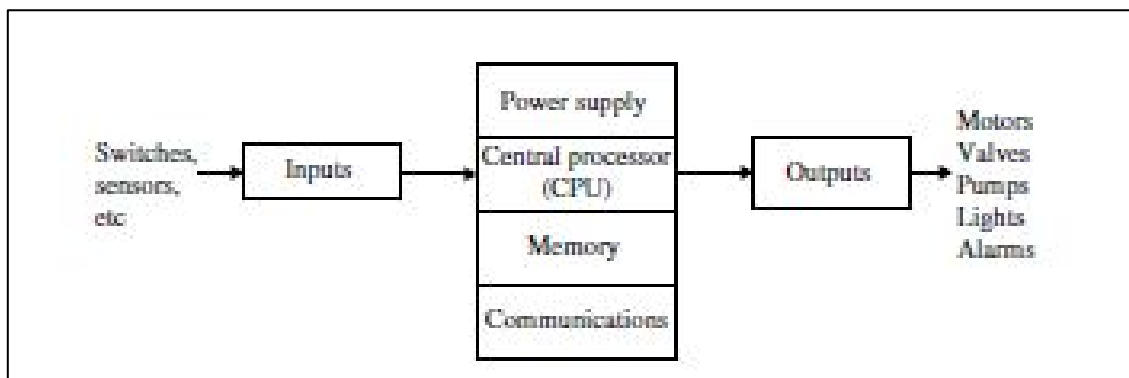 Switches,
sensors,
etc
Inputs
Power supply
Central processor
(CPU)
Memory
Communications
Outputs
Motors
Valves
Pumps
Lights
Alarms